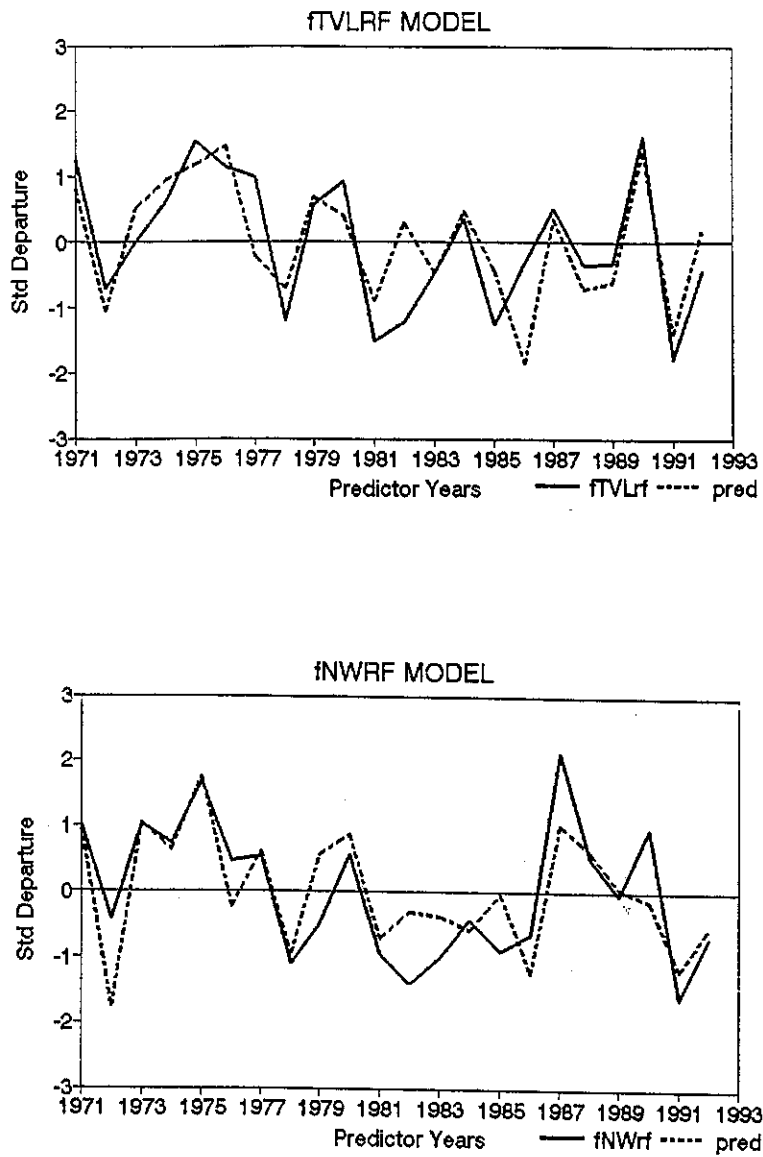 fTVLRF MODEL
3
2
1
0
-1
-2
-3
Std Departure
1971 1973 1975 1977 1979 1981 1983 1985 1987 1989 1991 1993
Predictor Years
fTVLrf pred
fNWRF MODEL
3
2
1
0
-1
-2
-3
Std Departure
1971 1973 1975 1977 1979 1981 1983 1985 1987 1989 1991 1993
Predictor Years
fNWrf pred